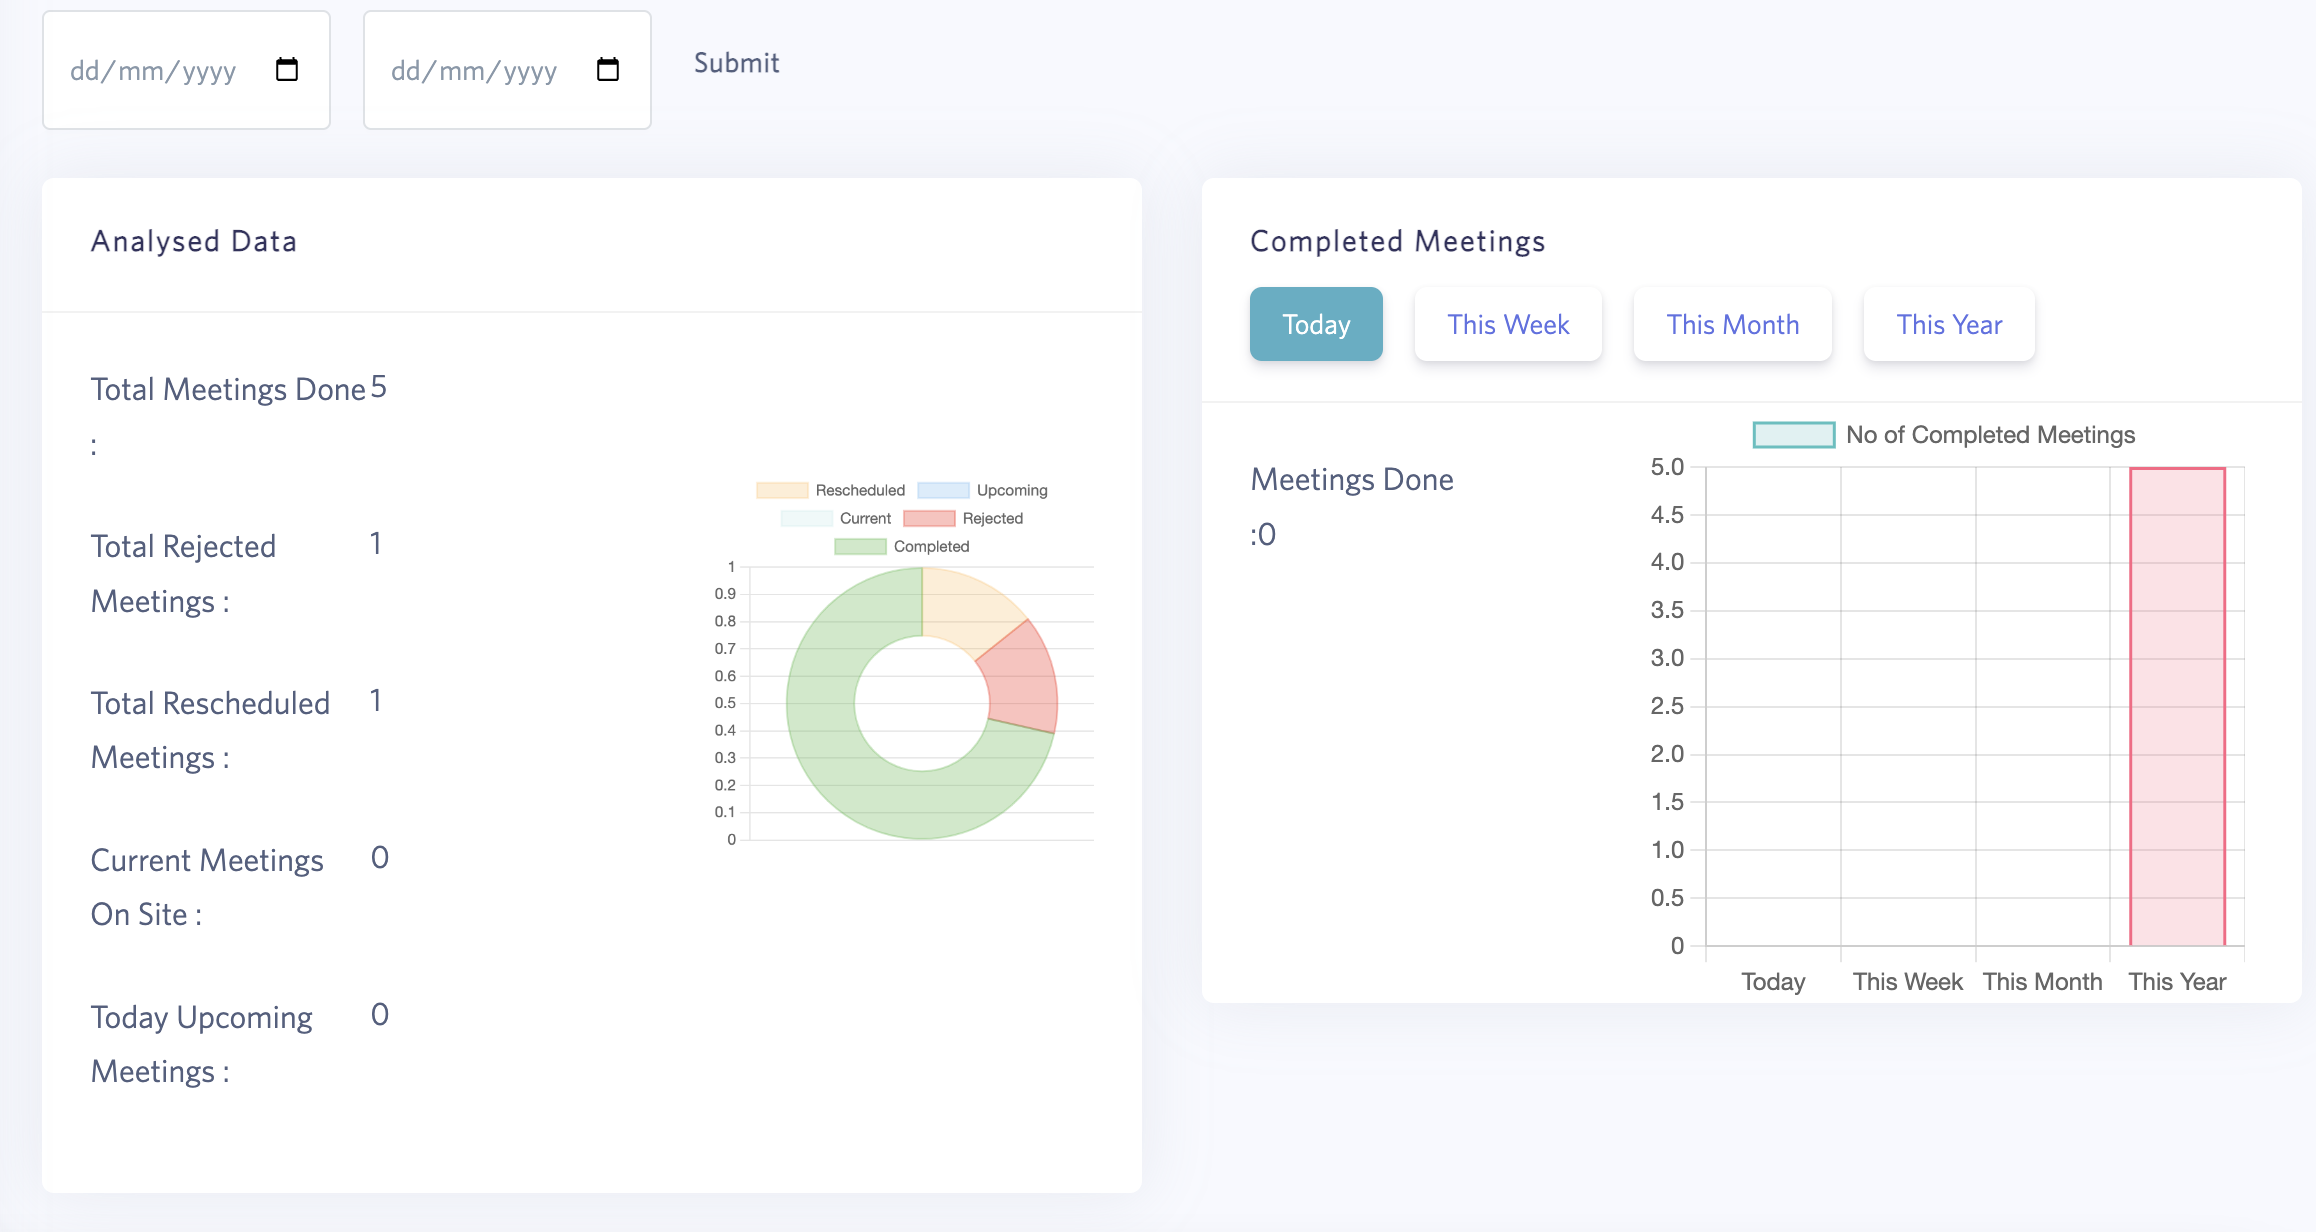 dd/mm/yyyy dd/mm/yyyy Submit
Analysed Data
Total Meetings Done 5
:
Total Rejected 1
Meetings :
Total Rescheduled 1
Meetings :
Current Meetings 0
On Site :
Today Upcoming 0
Meetings :
Rescheduled Upcoming
Current Rejected
Completed
1
0.9
0.8
0.7
0.6
0.5
0.4
0.3
0.2
0.1
0
Completed Meetings
Today This Week This Month This Year
Meetings Done
:0
No of Completed Meetings
5.0
4.5
4.0
3.5
3.0
2.5
2.0
1.5
1.0
0.5
0
Today This Week This Month This Year